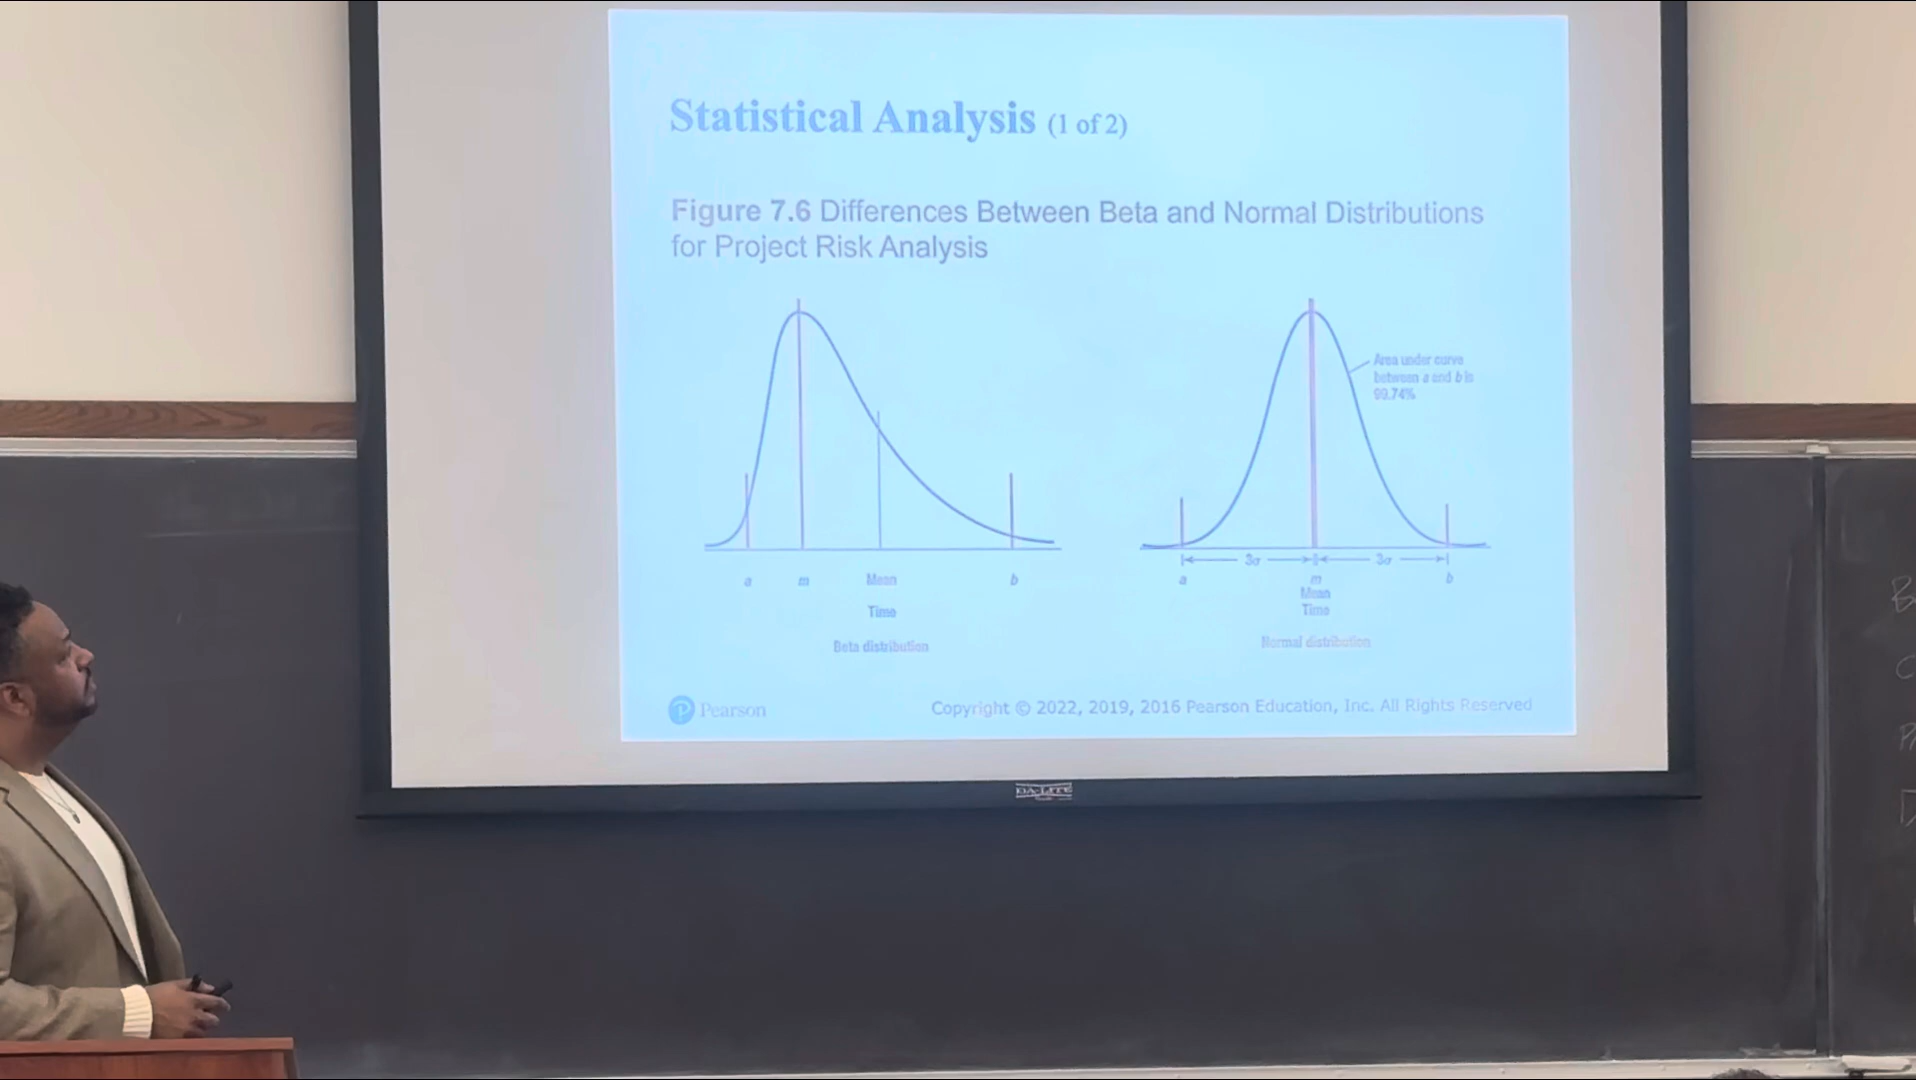 Statistical Analysis (1 of 2)
Figure 7.6 Differences Between Beta and Normal Distributions
for Project Risk Analysis
Area under curve
between a and b is
99.74%
3σ 3σ
a m Mean b
Time
Beta distribution
a m b
Mean
Time
Normal distribution
Pearson
Copyright © 2022, 2019, 2016 Pearson Education, Inc. All Rights Reserved
DA-LITE